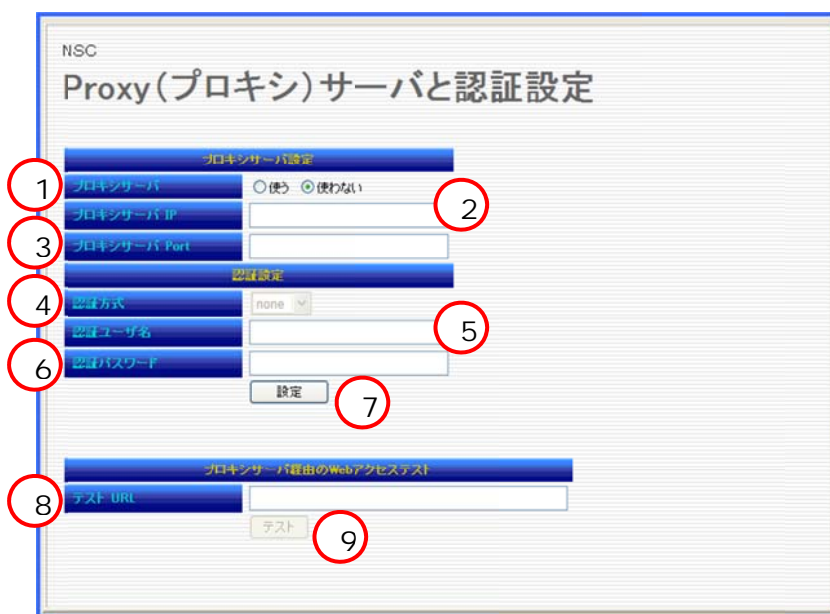 NSC
Proxy(プロキシ)サーバと認証設定
プロキシサーバ設定
1 プロキシサーバ 使う 使わない
プロキシサーバ IP 2
3 プロキシサーバ Port
認証設定
4 認証方式 none
認証ユーザ名 5
6 認証パスワード
設定 7
プロキシサーバ経由のWebアクセステスト
8 テスト URL
テスト 9